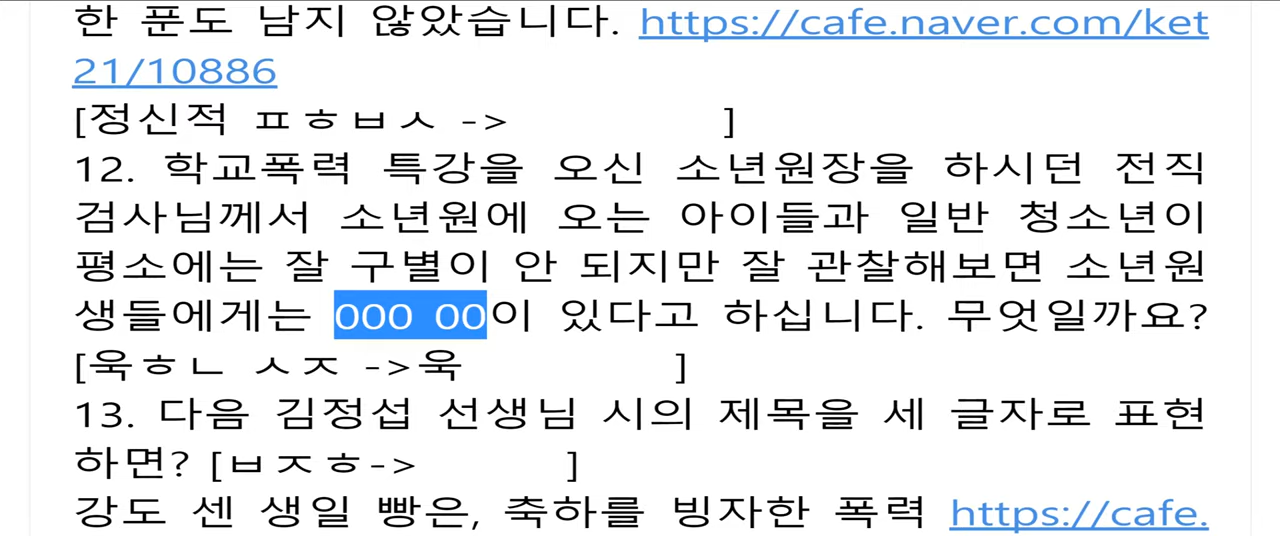 한 푼도 남지 않았습니다. https://cafe.naver.com/ket
21/10886
[정신적 ㅍㅎㅂㅅ -> ]
12. 학교폭력 특강을 오신 소년원장을 하시던 전직
검사님께서 소년원에 오는 아이들과 일반 청소년이
평소에는 잘 구별이 안 되지만 잘 관찰해보면 소년원
생들에게는 000 00이 있다고 하십니다. 무엇일까요?
[욱ㅎㄴ ㅅㅈ ->욱 ]
13. 다음 김정섭 선생님 시의 제목을 세 글자로 표현
하면? [ㅂㅈㅎ-> ]
강도 센 생일 빵은, 축하를 빙자한 폭력 https://cafe.